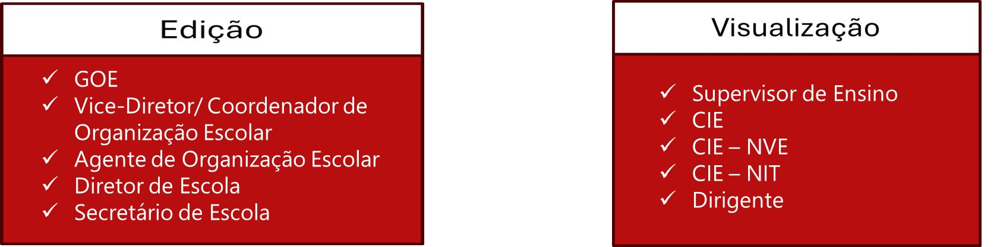 Edição
✓ GOE
✓ Vice-Diretor/ Coordenador de
Organização Escolar
✓ Agente de Organização Escolar
✓ Diretor de Escola
✓ Secretário de Escola
Visualização
✓ Supervisor de Ensino
✓ CIE
✓ CIE – NVE
✓ CIE – NIT
✓ Dirigente